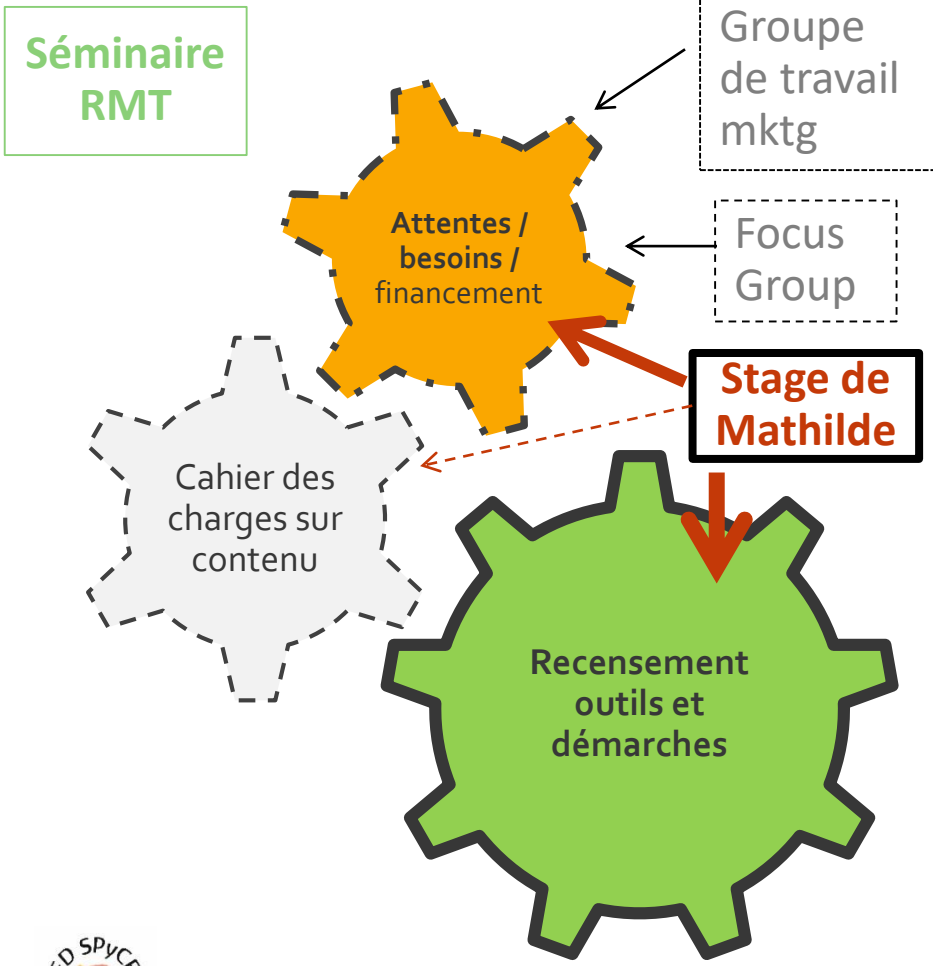 Séminaire
RMT
Groupe
de travail
mktg
Attentes /
besoins /
financement
Focus
Group
Stage de
Mathilde
Cahier des
charges sur
contenu
Recensement
outils et
démarches